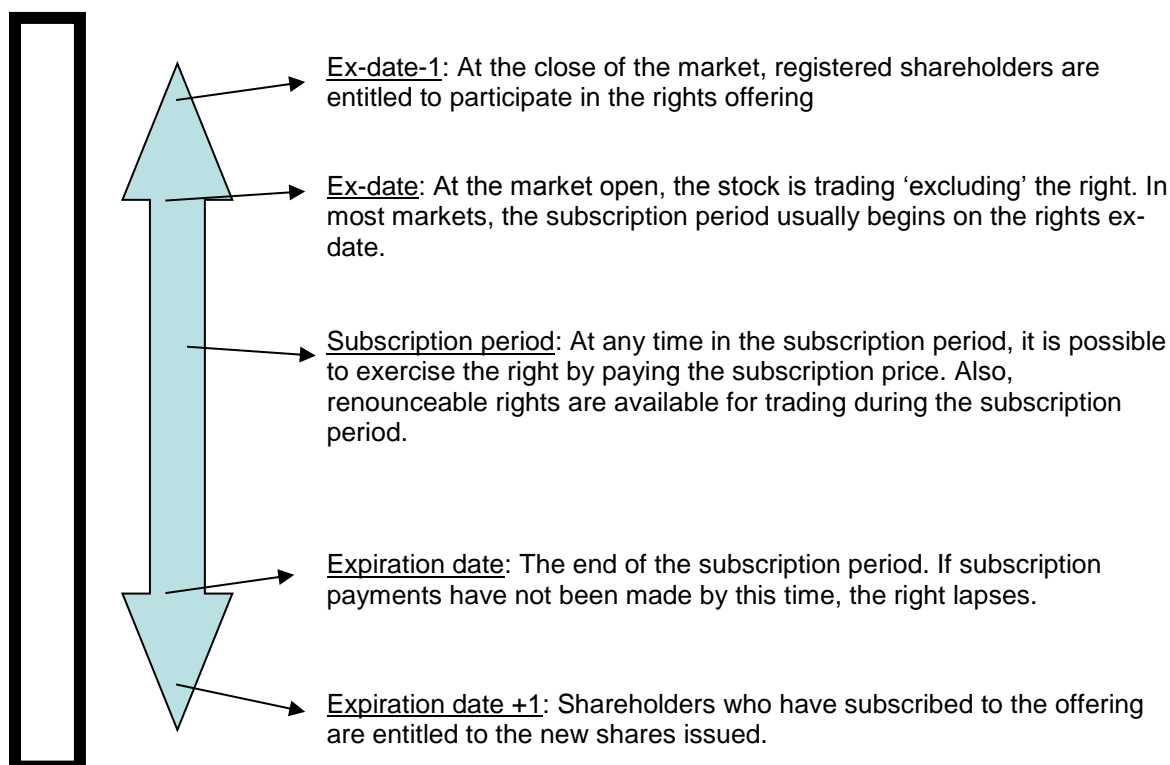 Ex-date-1: At the close of the market, registered shareholders are
entitled to participate in the rights offering
Ex-date: At the market open, the stock is trading ‘excluding’ the right. In
most markets, the subscription period usually begins on the rights ex-
date.
Subscription period: At any time in the subscription period, it is possible
to exercise the right by paying the subscription price. Also,
renounceable rights are available for trading during the subscription
period.
Expiration date: The end of the subscription period. If subscription
payments have not been made by this time, the right lapses.
Expiration date +1: Shareholders who have subscribed to the offering
are entitled to the new shares issued.